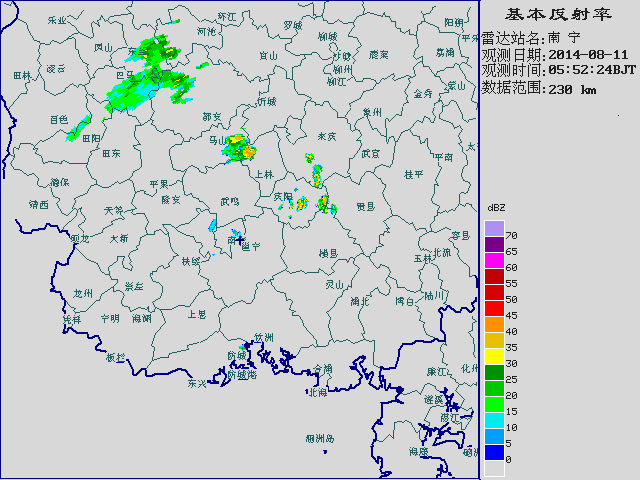 基本反射率
雷达站名:南 宁
观测日期:2014-08-11
观测时间:05:52:24BJT
数据范围:230 km
dBZ
70
65
60
55
50
45
40
35
30
25
20
15
10
5
0
乐业
环江
罗城
阳朔
河池
柳城
平乐
凤山
宜山
鹿寨
荔浦
凌云
田林
巴马
柳州
柳江
金秀
蒙山
忻城
象州
百色
都安
田阳
马山
来宾
田东
武宣
平南
上林
桂平
平果
德保
隆安
武鸣
宾阳
贵县
靖西
天等
大新
南
邕宁
容县
横县
北流
扶绥
玉林
崇左
灵山
龙州
浦北
博白
陆川
宁明
上思
钦州
板栏
防城
合浦
廉江
化州
东兴
防城港
北海
遂溪
湛江
涠洲岛
海康